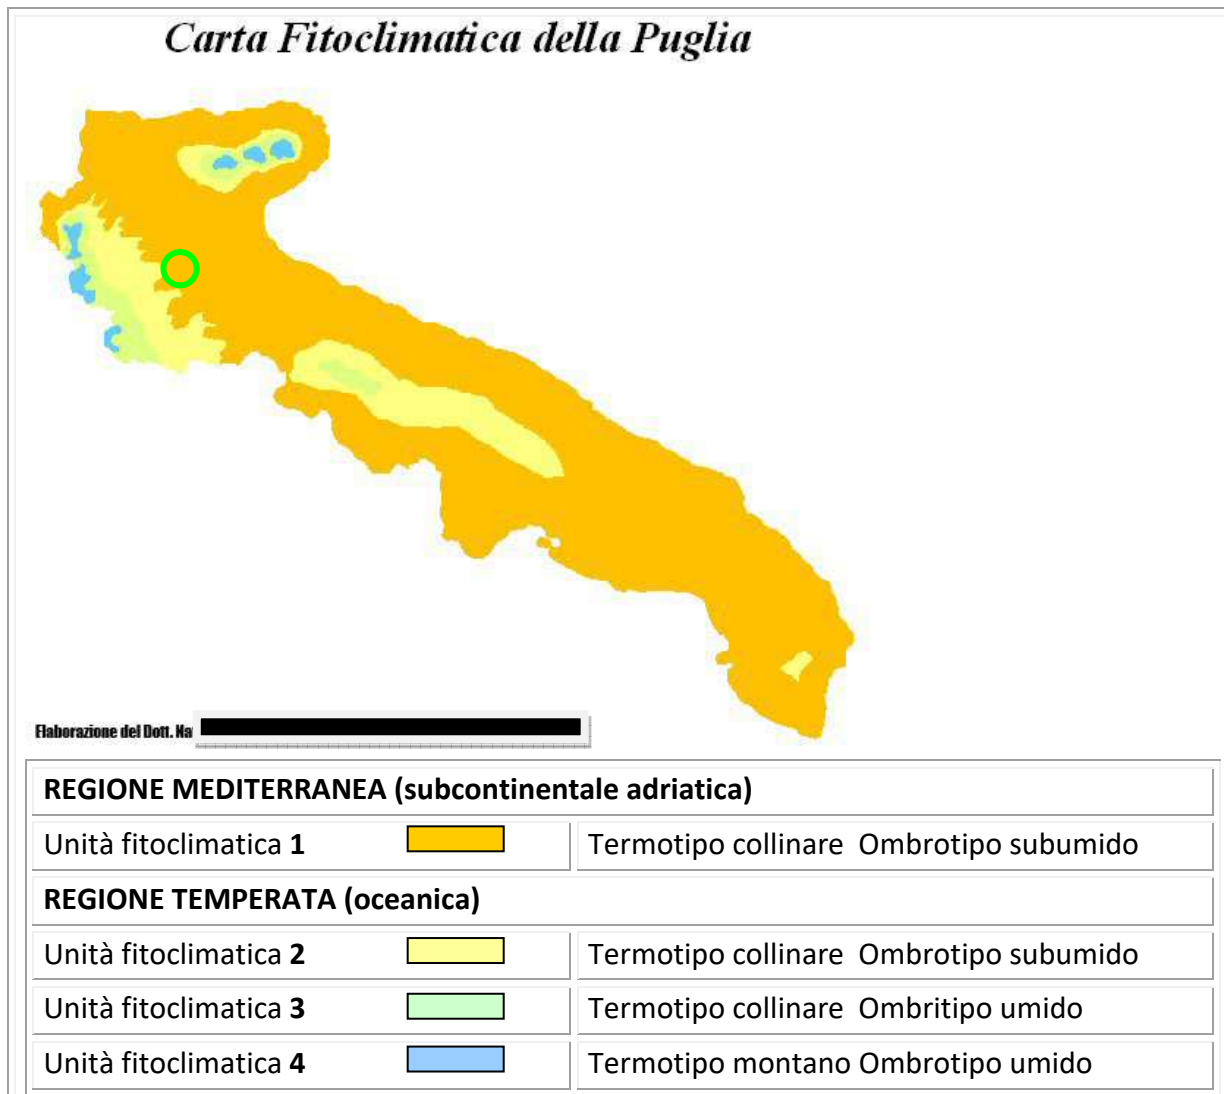 Carta Fitoclimatica della Puglia
Elaborazione del Dott. Na
REGIONE MEDITERRANEA (subcontinentale adriatica)
Unità fitoclimatica 1 Termotipo collinare Ombrotipo subumido
REGIONE TEMPERATA (oceanica)
Unità fitoclimatica 2 Termotipo collinare Ombrotipo subumido
Unità fitoclimatica 3 Termotipo collinare Ombritipo umido
Unità fitoclimatica 4 Termotipo montano Ombrotipo umido